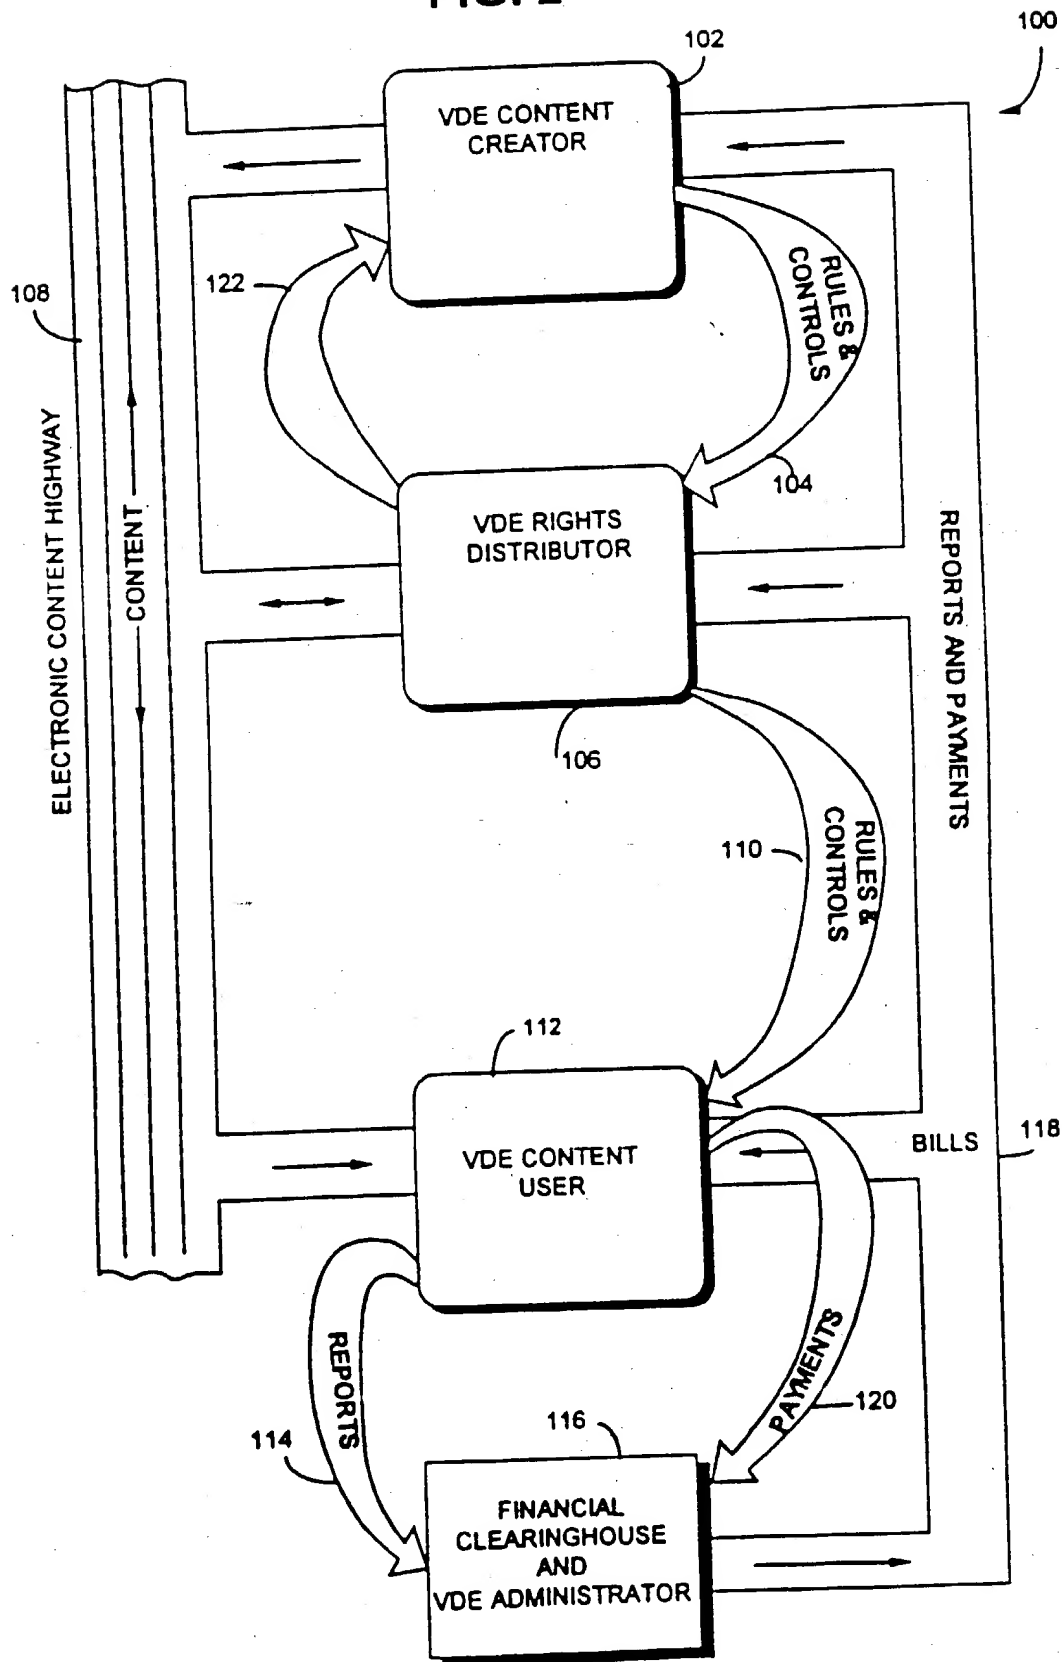 100
102
VDE CONTENT
CREATOR
RULES &
CONTROLS
122
108
104
ELECTRONIC CONTENT HIGHWAY
CONTENT
VDE RIGHTS
DISTRIBUTOR
REPORTS AND PAYMENTS
106
110
RULES &
CONTROLS
112
VDE CONTENT
USER
BILLS
118
REPORTS
PAYMENTS
120
114
116
FINANCIAL
CLEARINGHOUSE
AND
VDE ADMINISTRATOR